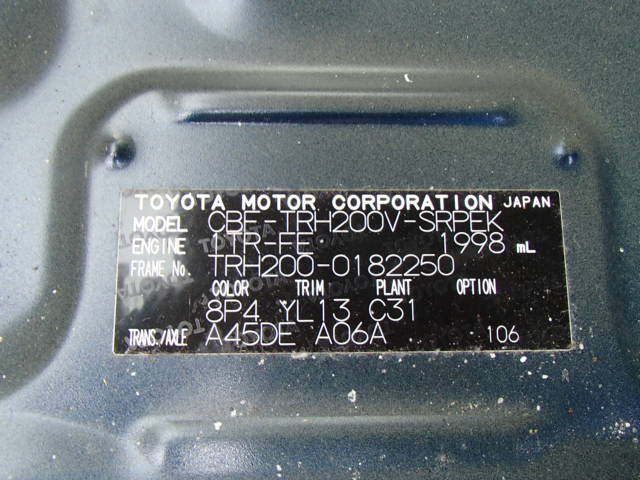 TOYOTA MOTOR CORPORATION JAPAN
MODEL CBF-TRH200V-SRPEK
ENGINE 1TR-FE 1998 mL
FRAME No. TRH200-0182250
COLOR TRIM PLANT OPTION
8P4 YL13 C31
TRANS./AXLE A45DE A06A 106